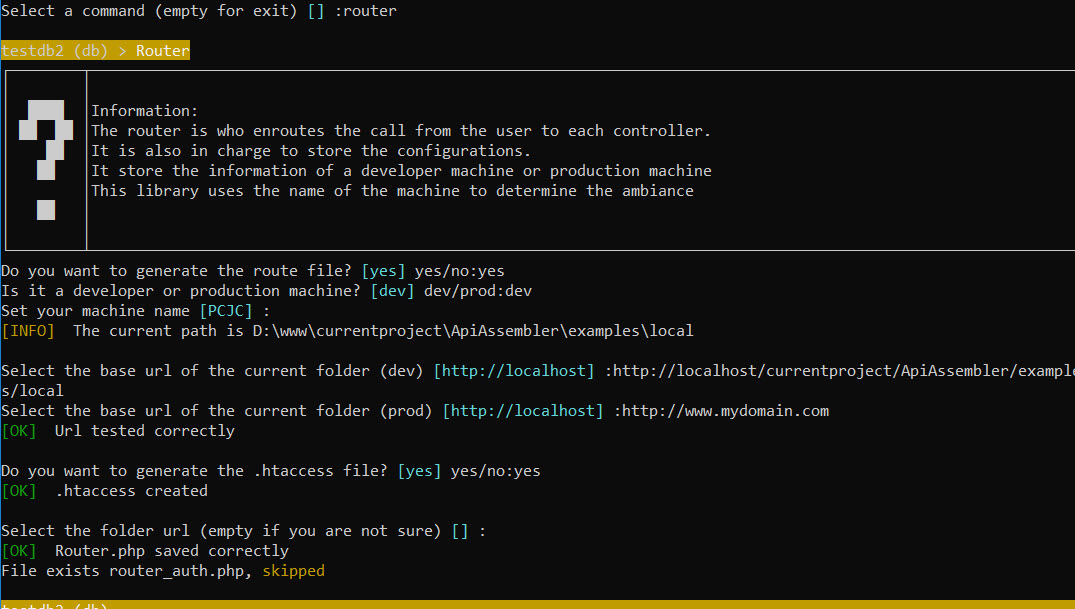 Select a command (empty for exit) [] :router
testdb2 (db) > Router
Information:
The router is who enroutes the call from the user to each controller.
It is also in charge to store the configurations.
It store the information of a developer machine or production machine
This library uses the name of the machine to determine the ambiance
Do you want to generate the route file? [yes] yes/no:yes
Is it a developer or production machine? [dev] dev/prod:dev
Set your machine name [PCJC] :
[INFO]  The current path is D:\www\currentproject\ApiAssembler\examples\local
Select the base url of the current folder (dev) [http://localhost] :http://localhost/currentproject/ApiAssembler/example
s/local
Select the base url of the current folder (prod) [http://localhost] :http://www.mydomain.com
[OK]  Url tested correctly
Do you want to generate the .htaccess file? [yes] yes/no:yes
[OK]  .htaccess created
Select the folder url (empty if you are not sure) [] :
[OK]  Router.php saved correctly
File exists router_auth.php, skipped
testdb2 (db)